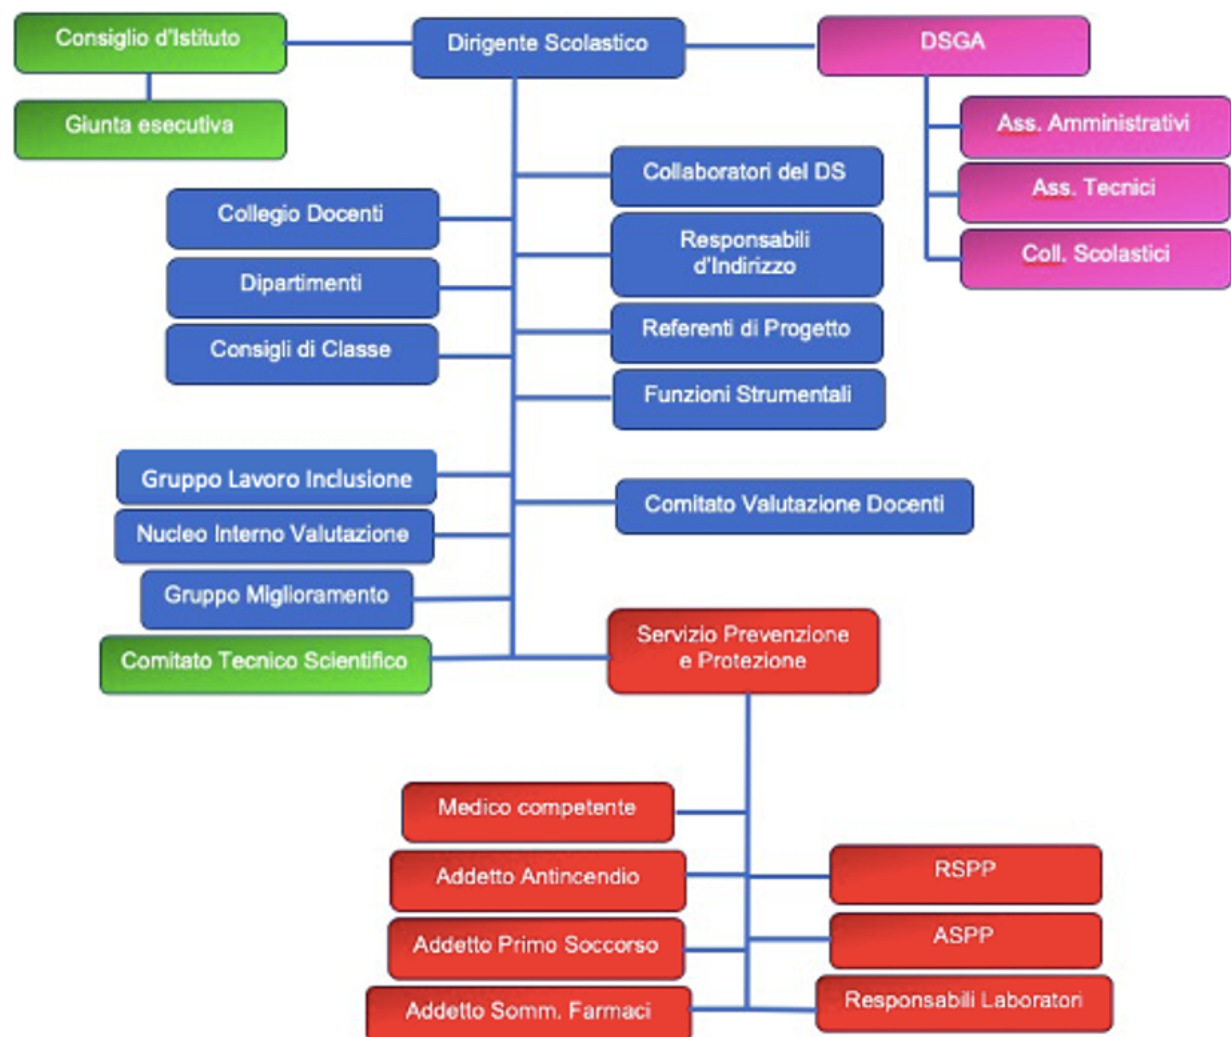 Consiglio d'Istituto
Dirigente Scolastico
DSGA
Giunta esecutiva
Ass. Amministrativi
Ass. Tecnici
Coll. Scolastici
Collaboratori del DS
Collegio Docenti
Responsabili
d'Indirizzo
Dipartimenti
Referenti di Progetto
Consigli di Classe
Funzioni Strumentali
Gruppo Lavoro Inclusione
Comitato Valutazione Docenti
Nucleo Interno Valutazione
Gruppo Miglioramento
Comitato Tecnico Scientifico
Servizio Prevenzione
e Protezione
Medico competente
Addetto Antincendio
RSPP
Addetto Primo Soccorso
ASPP
Addetto Somm. Farmaci
Responsabili Laboratori